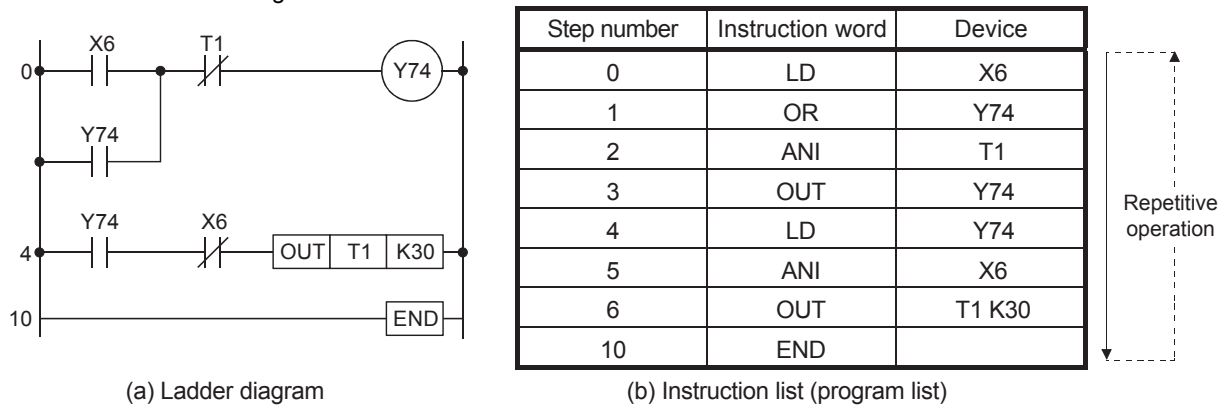 X6 T1
0 Y74
Y74
Y74 X6
4 OUT T1 K30
10 END
(a) Ladder diagram
Step number Instruction word Device
0 LD X6
1 OR Y74
2 ANI T1
3 OUT Y74
4 LD Y74
5 ANI X6
6 OUT T1 K30
10 END
Repetitive
operation
(b) Instruction list (program list)